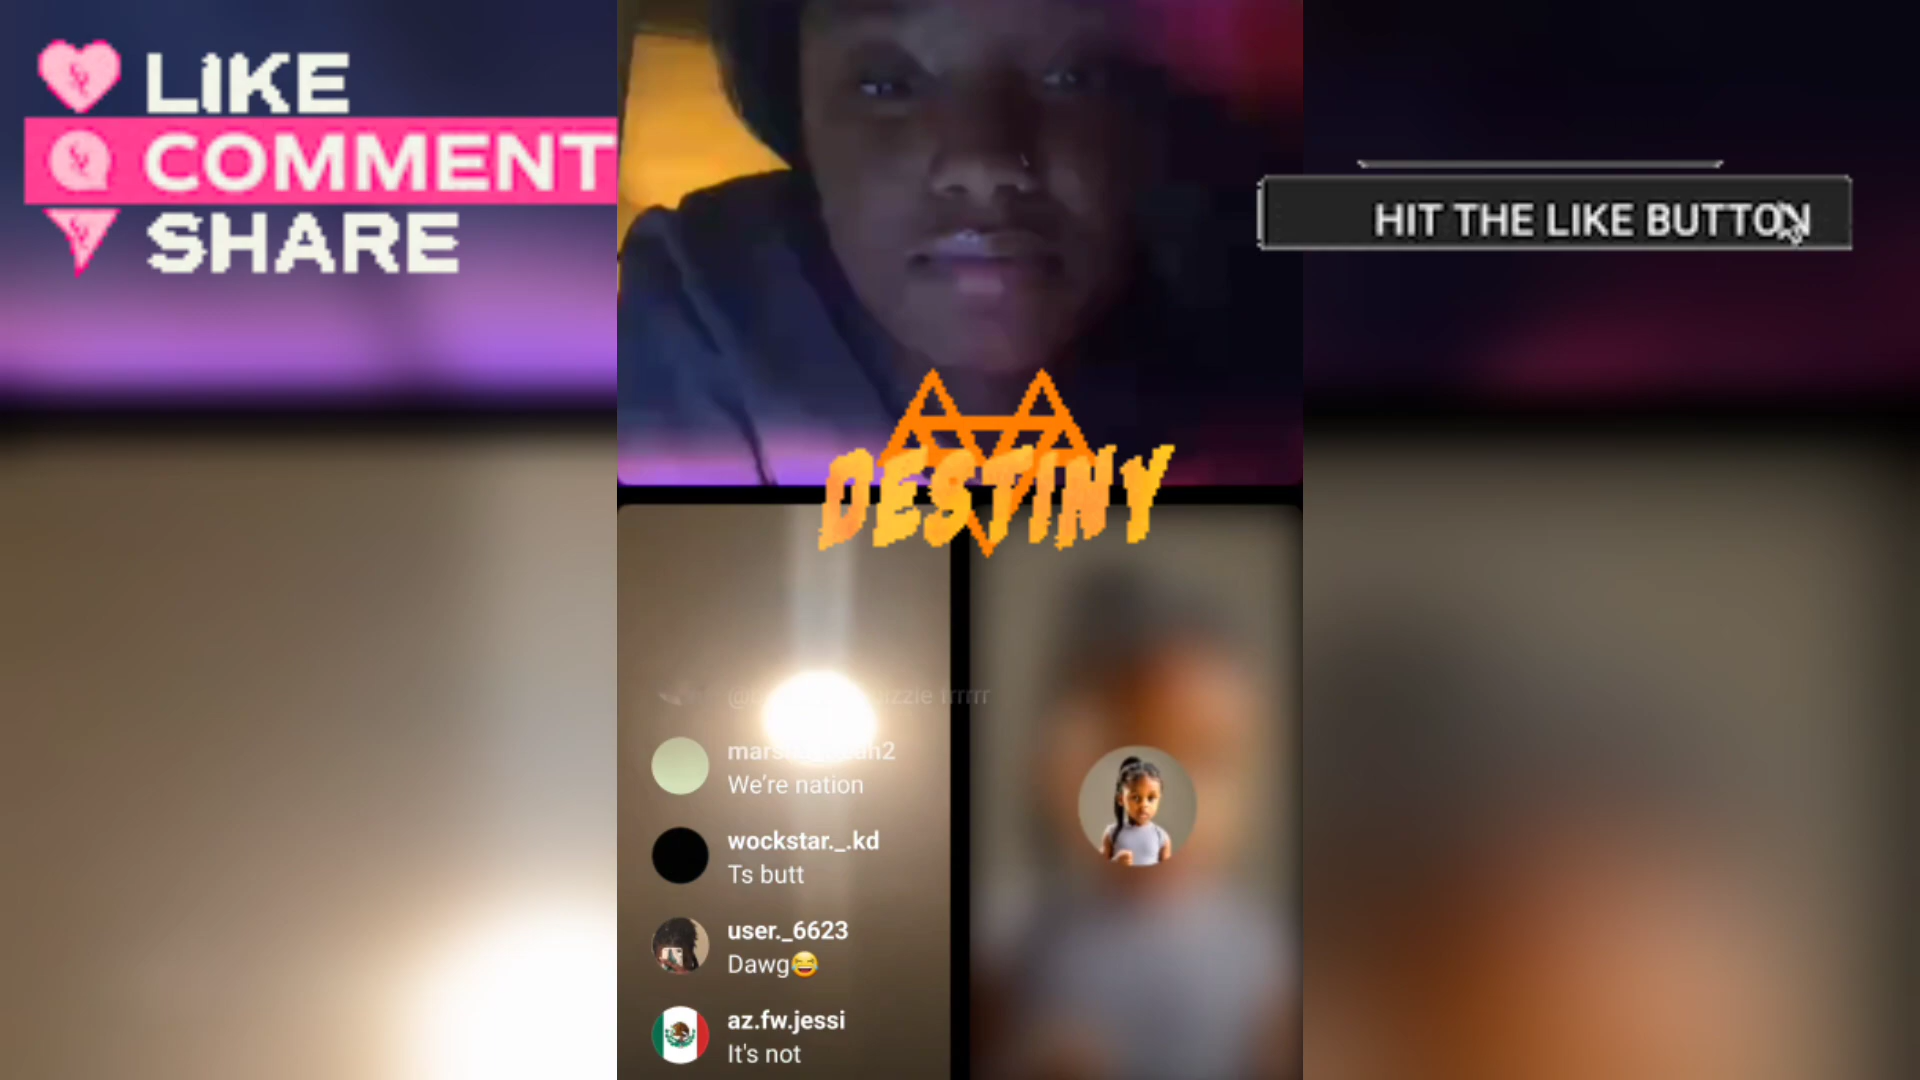 LIKE
COMMENT
SHARE
HIT THE LIKE BUTTON
DESTINY
We're nation
wockstar._.kd
Ts butt
user._6623
Dawg😂
az.fw.jessi
It's not